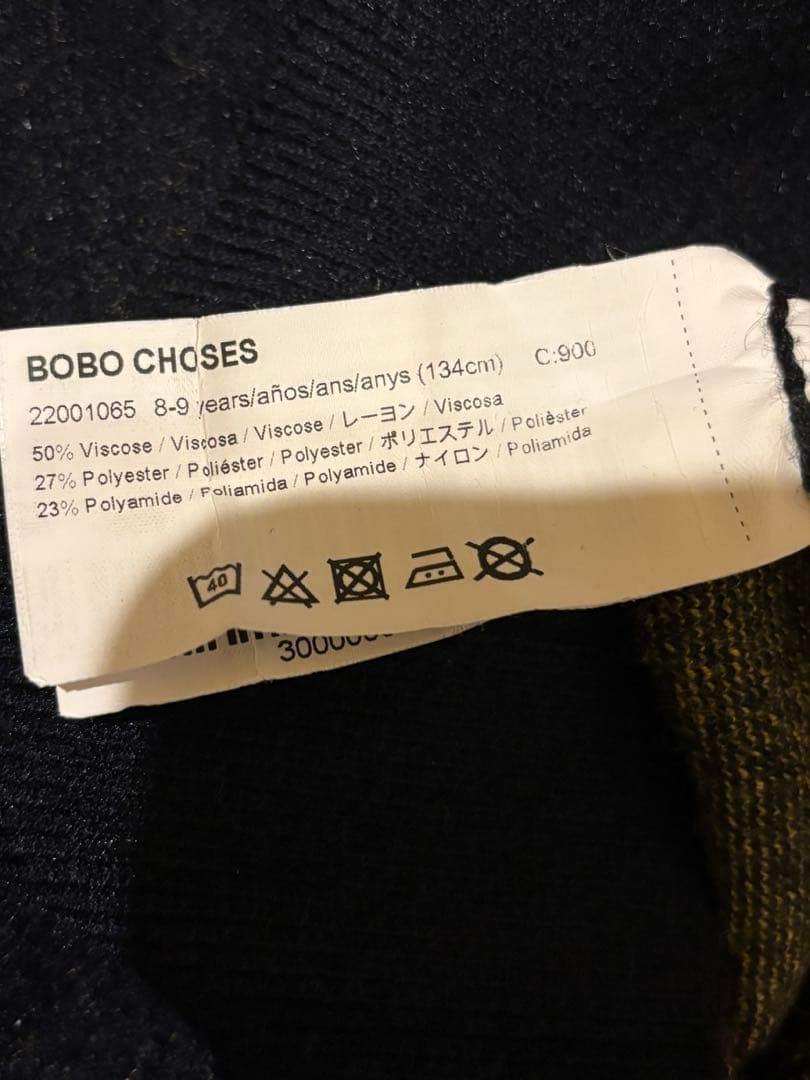 BOBO CHOSES
22001065 8-9 years/años/ans/anys (134cm) C:900
50% Viscose / Viscosa / Viscose / レーヨン / Viscosa
27% Polyester / Poliéster / Polyester / ポリエステル / Polièster
23% Polyamide / Poliamida / Polyamide / ナイロン / Poliamida
40